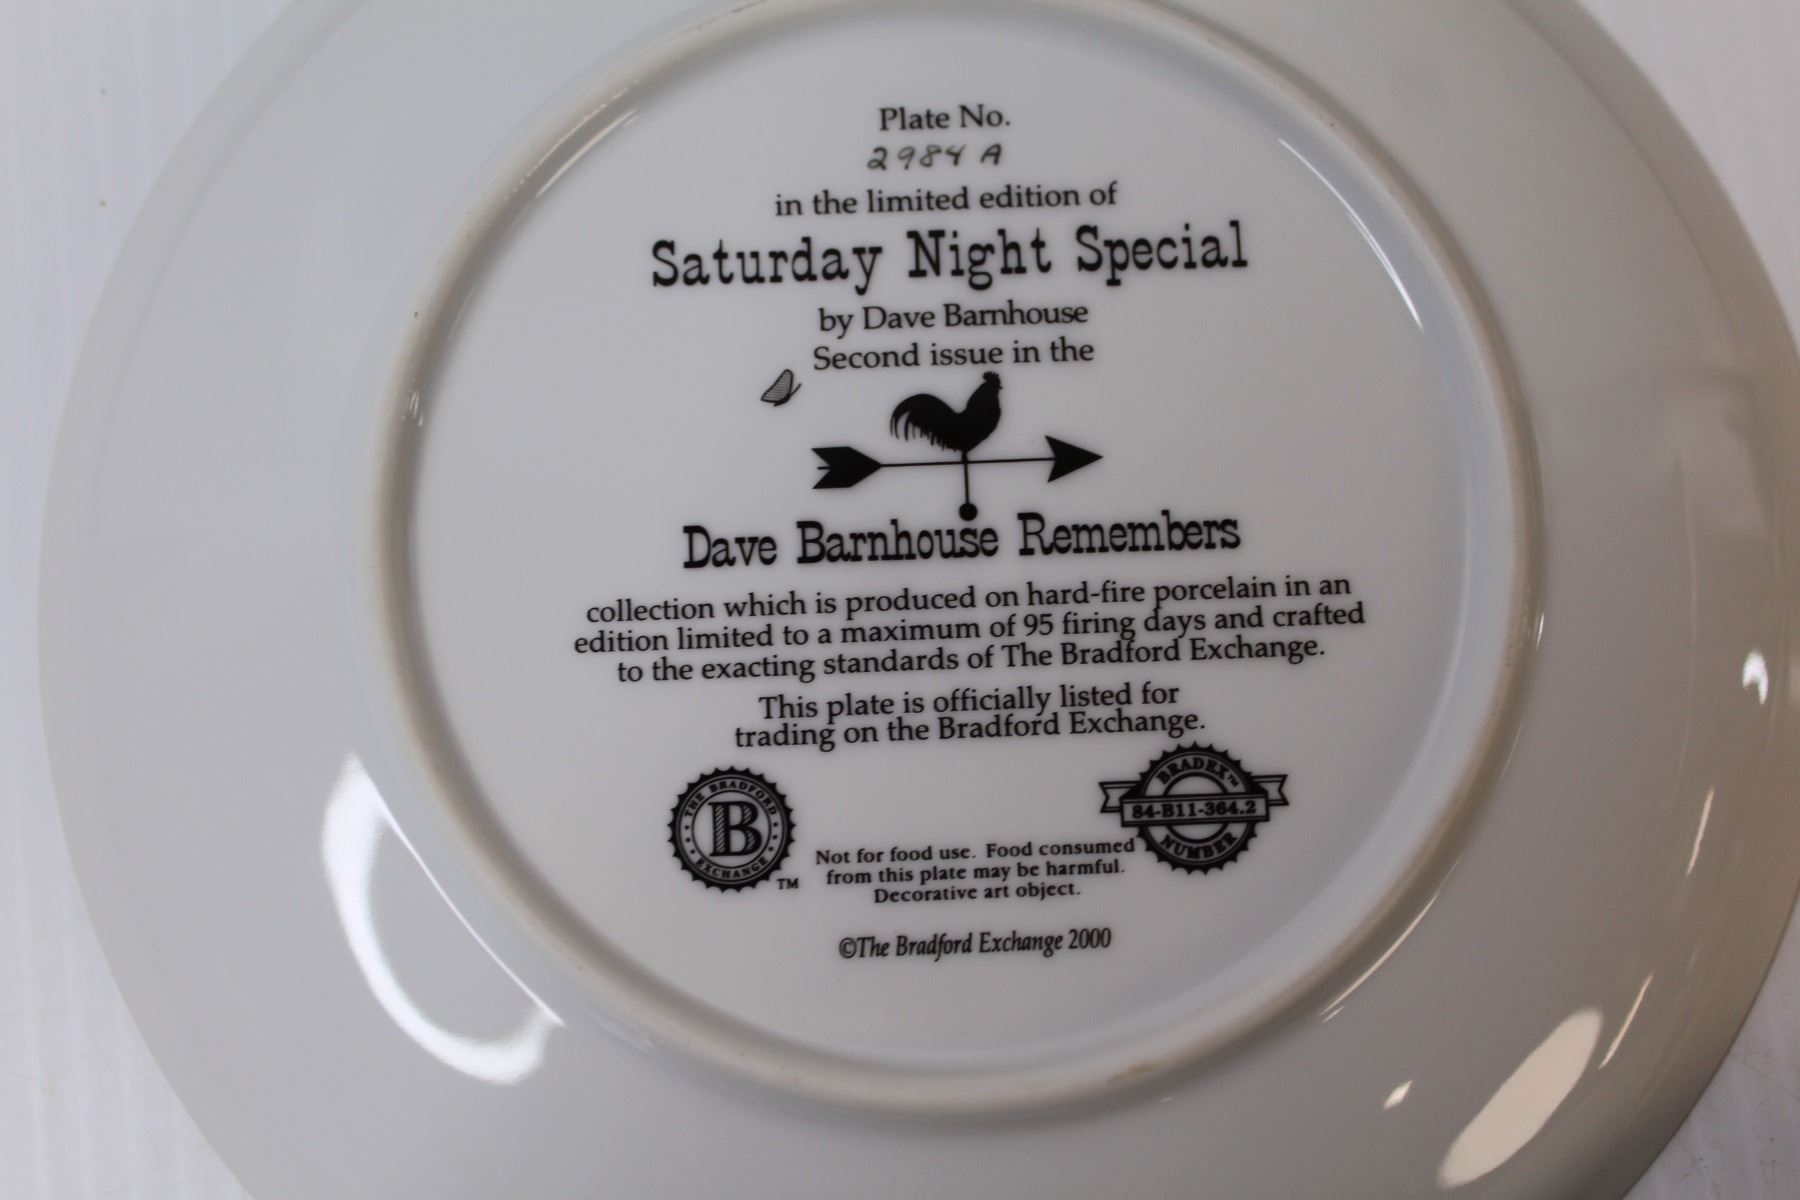 Plate No.
2984 A
in the limited edition of
Saturday Night Special
by Dave Barnhouse
Second issue in the
Dave Barnhouse Remembers
collection which is produced on hard-fire porcelain in an
edition limited to a maximum of 95 firing days and crafted
to the exacting standards of The Bradford Exchange.
This plate is officially listed for
trading on the Bradford Exchange.
THE BRADFORD
B
EXCHANGE
TM
BRADEX™
84-B11-364.2
NUMBER
Not for food use. Food consumed
from this plate may be harmful.
Decorative art object.
©The Bradford Exchange 2000